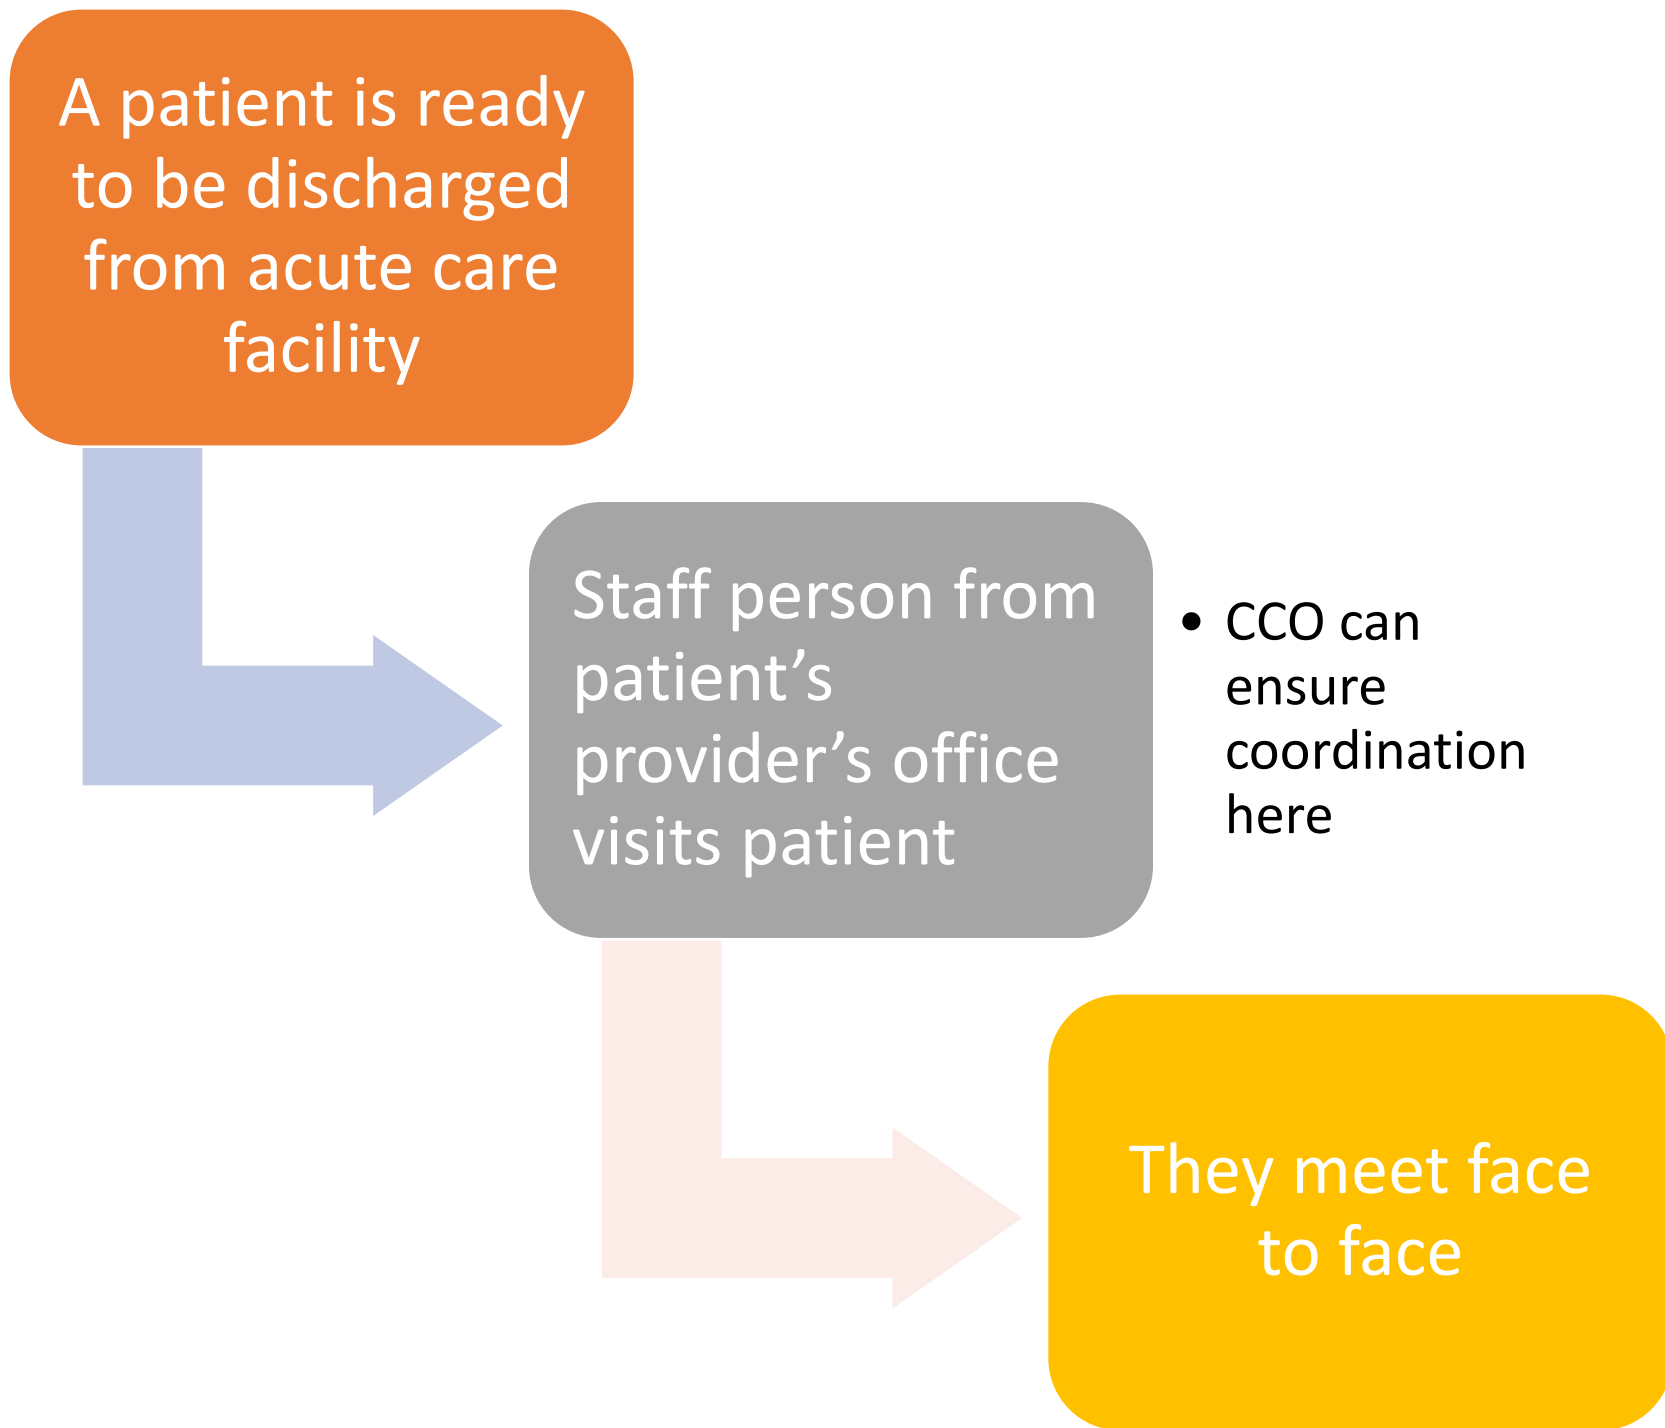 A patient is ready
to be discharged
from acute care
facility
Staff person from
patient’s
provider’s office
visits patient
• CCO can
ensure
coordination
here
They meet face
to face